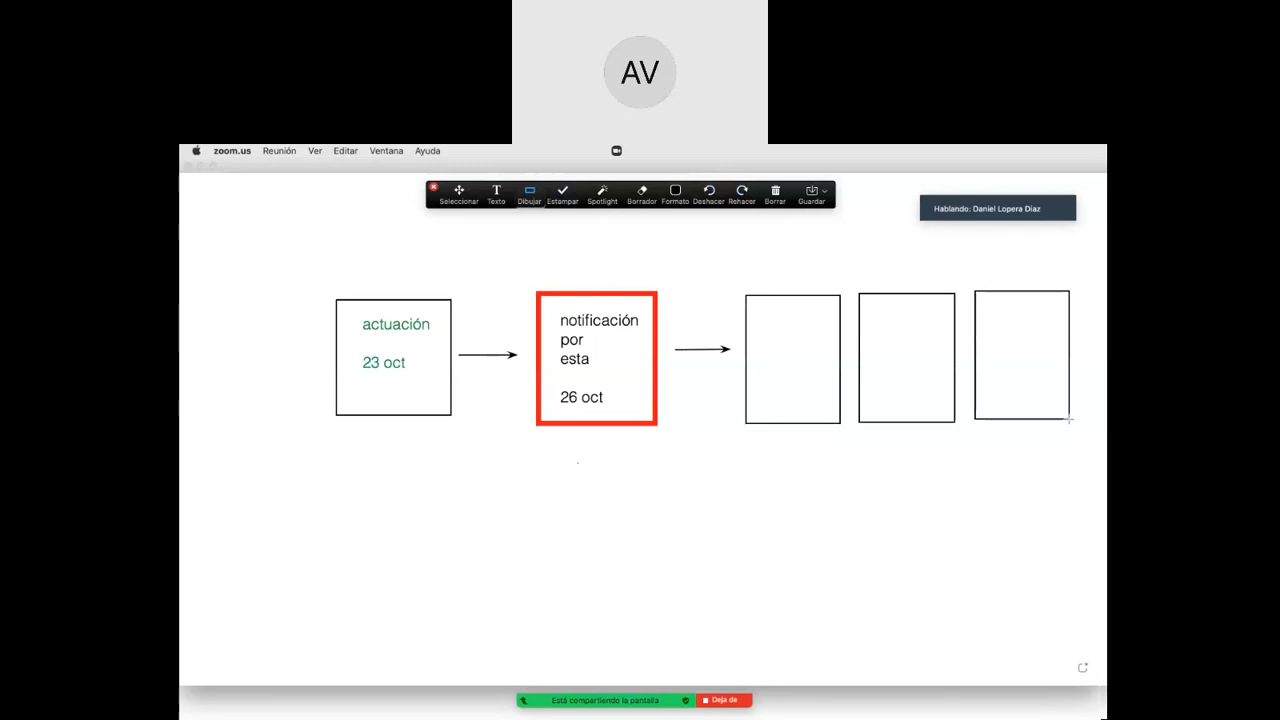 AV
zoom.us Reunión Ver Editar Ventana Ayuda
Seleccionar Texto Dibujar Estampar Spotlight Borrador Formato Deshacer Rehacer Borrar Guardar
Hablando: Daniel Lopera Díaz
actuación
23 oct
notificación
por
esta
26 oct
Está compartiendo la pantalla Deja de